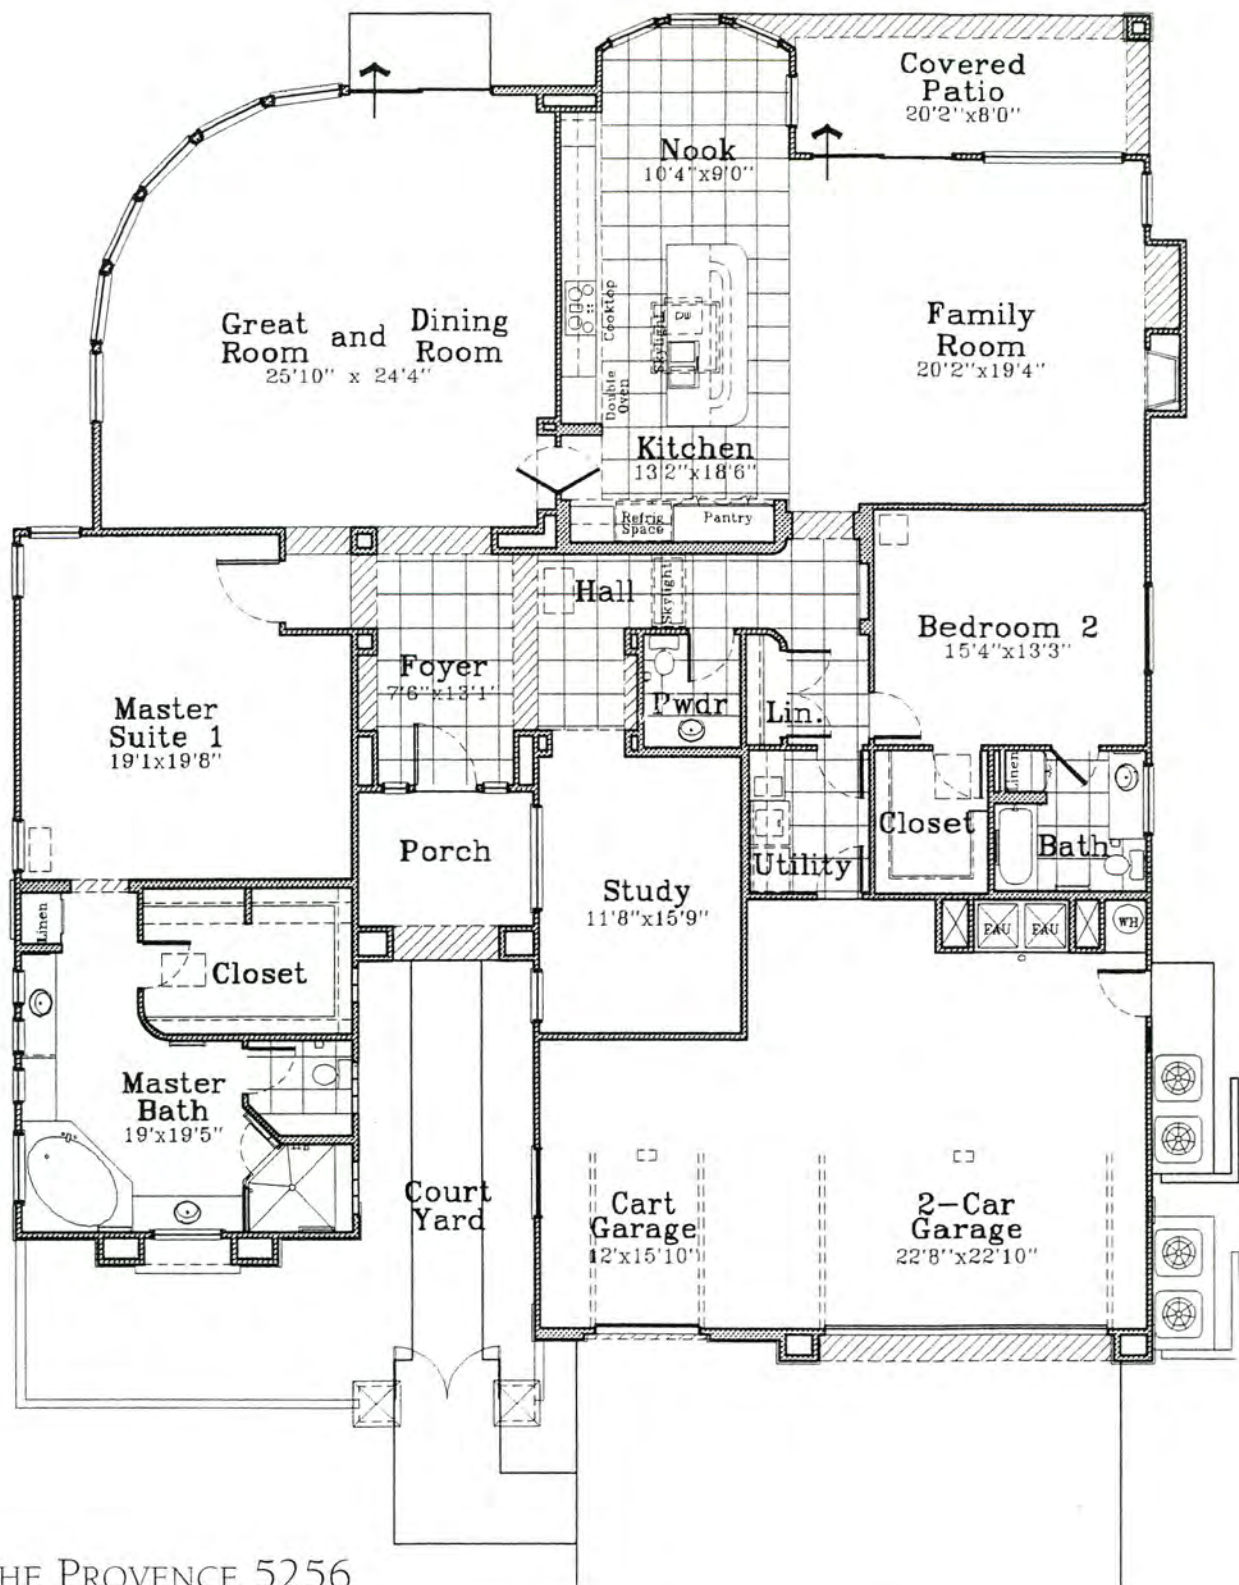 Covered
Patio
20'2"x8'0"
Nook
10'4"x9'0"
Great
Room
and
Dining
Room
25'10" x 24'4"
Cooktop
Skylight
DW
Double
Oven
Family
Room
20'2"x19'4"
Kitchen
13'2"x18'6"
Refrig
Space
Pantry
Hall
Skylight
Bedroom 2
15'4"x13'3"
Foyer
7'6"x13'1"
Pwdr
Lin.
Master
Suite 1
19'1x19'8"
Linen
Porch
Closet
Bath
Utility
Study
11'8"x15'9"
Linen
FAU
FAU
WH
Closet
Master
Bath
19'x19'5"
Court
Yard
Cart
Garage
12'x15'10"
2-Car
Garage
22'8"x22'10"
HE PROVENCE 5256